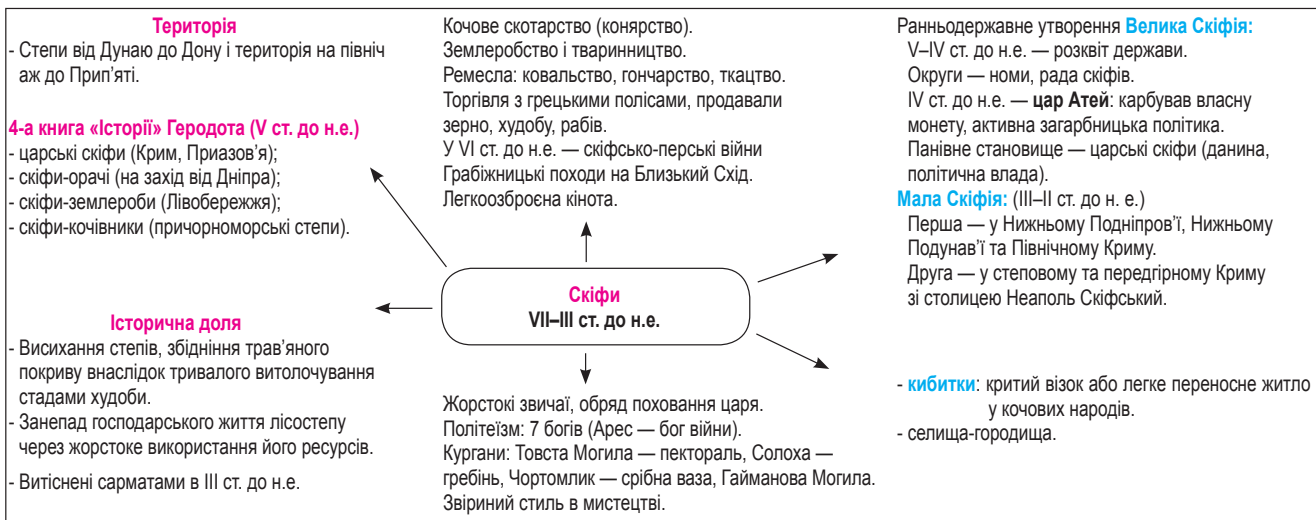 Територія
- Степи від Дунаю до Дону і територія на північ
аж до Прип’яті.
4-а книга «Історії» Геродота (V ст. до н.е.)
- царські скіфи (Крим, Приазов’я);
- скіфи-орачі (на захід від Дніпра);
- скіфи-землероби (Лівобережжя);
- скіфи-кочівники (причорноморські степи).
Кочове скотарство (конярство).
Землеробство і тваринництво.
Ремесла: ковальство, гончарство, ткацтво.
Торгівля з грецькими полісами, продавали
зерно, худобу, рабів.
У VI ст. до н.е. — скіфсько-перські війни
Грабіжницькі походи на Близький Схід.
Легкоозброєна кінота.
Ранньодержавне утворення Велика Скіфія:
V–IV ст. до н.е. — розквіт держави.
Округи — номи, рада скіфів.
IV ст. до н.е. — цар Атей: карбував власну
монету, активна загарбницька політика.
Панівне становище — царські скіфи (данина,
політична влада).
Мала Скіфія: (III–II ст. до н. е.)
Перша — у Нижньому Подніпров’ї, Нижньому
Подунав’ї та Північному Криму.
Друга — у степовому та передгірному Криму
зі столицею Неаполь Скіфський.
Скіфи
VII–III ст. до н.е.
Історична доля
- Висихання степів, збідніння трав’яного
покриву внаслідок тривалого витолочування
стадами худоби.
- Занепад господарського життя лісостепу
через жорстоке використання його ресурсів.
- Витіснені сарматами в III ст. до н.е.
Жорстокі звичаї, обряд поховання царя.
Політеїзм: 7 богів (Арес — бог війни).
Кургани: Товста Могила — пектораль, Солоха —
гребінь, Чортомлик — срібна ваза, Гайманова Могила.
Звіриний стиль в мистецтві.
- кибитки: критий візок або легке переносне житло
у кочових народів.
- селища-городища.